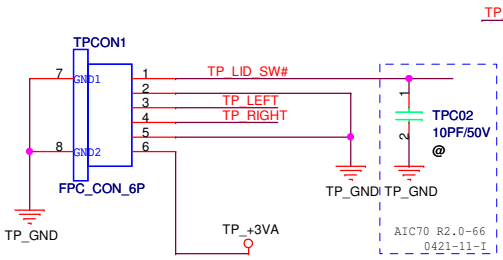 TP
TPCON1
7 GND1 1 TP_LID_SW#
2
3 TP_LEFT
4 TP_RIGHT
5
8 GND2 6
FPC_CON_6P
1
TPC02
10PF/50V
2
@
TP_GND TP_GND TP_GND
TP_+3VA
AIC70 R2.0-66
0421-11-I